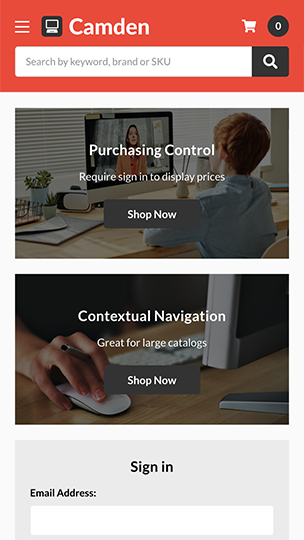 Camden
0
Search by keyword, brand or SKU
Purchasing Control
Require sign in to display prices
Shop Now
Contextual Navigation
Great for large catalogs
Shop Now
Sign in
Email Address: